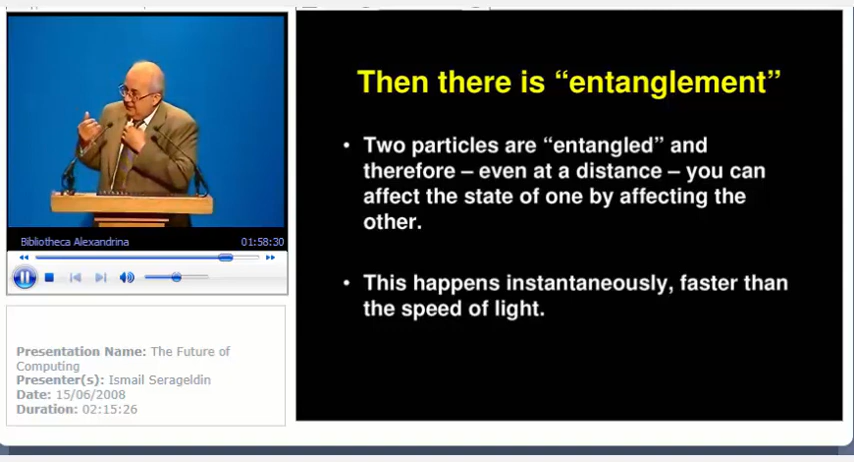 Then there is “entanglement”
• Two particles are “entangled” and
therefore – even at a distance – you can
affect the state of one by affecting the
other.
• This happens instantaneously, faster than
the speed of light.
Bibliotheca Alexandrina 01:58:30
Presentation Name: The Future of
Computing
Presenter(s): Ismail Serageldin
Date: 15/06/2008
Duration: 02:15:26